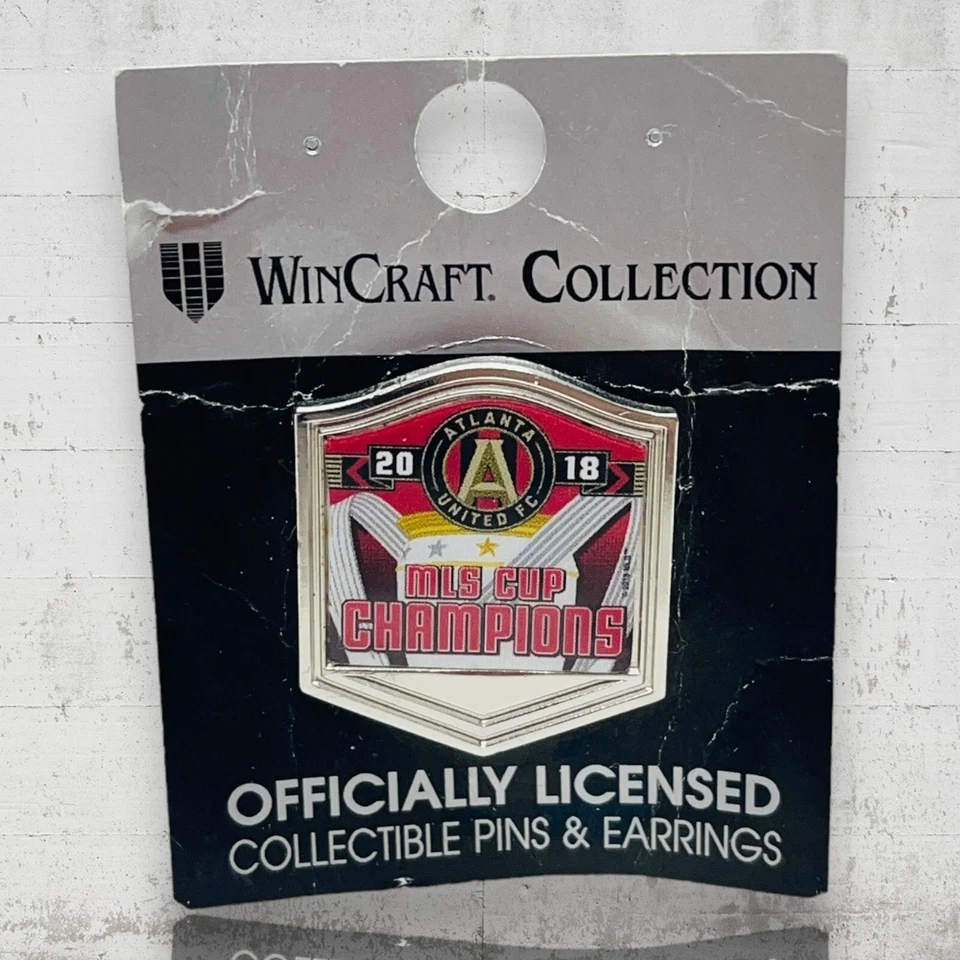 WINCRAFT® COLLECTION
ATLANTA
20 A 18
UNITED FC
MLS CUP
CHAMPIONS
OFFICIALLY LICENSED
COLLECTIBLE PINS & EARRINGS